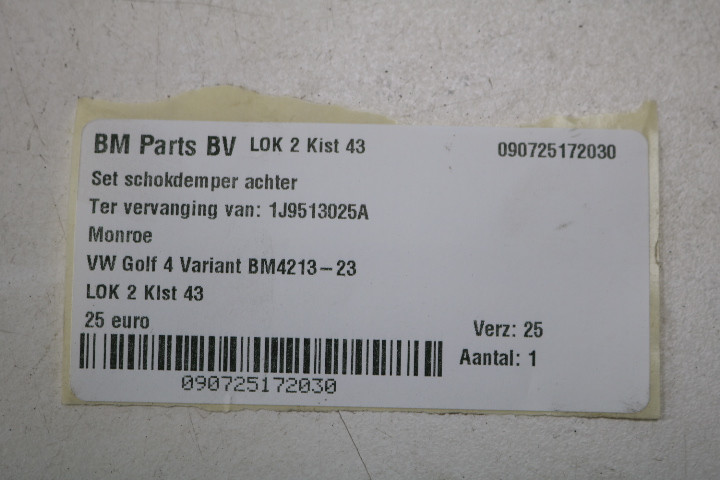 BM Parts BV LOK 2 Kist 43 090725172030
Set schokdemper achter
Ter vervanging van: 1J9513025A
Monroe
VW Golf 4 Variant BM4213-23
LOK 2 KIst 43
25 euro Verz: 25
Aantal: 1
090725172030